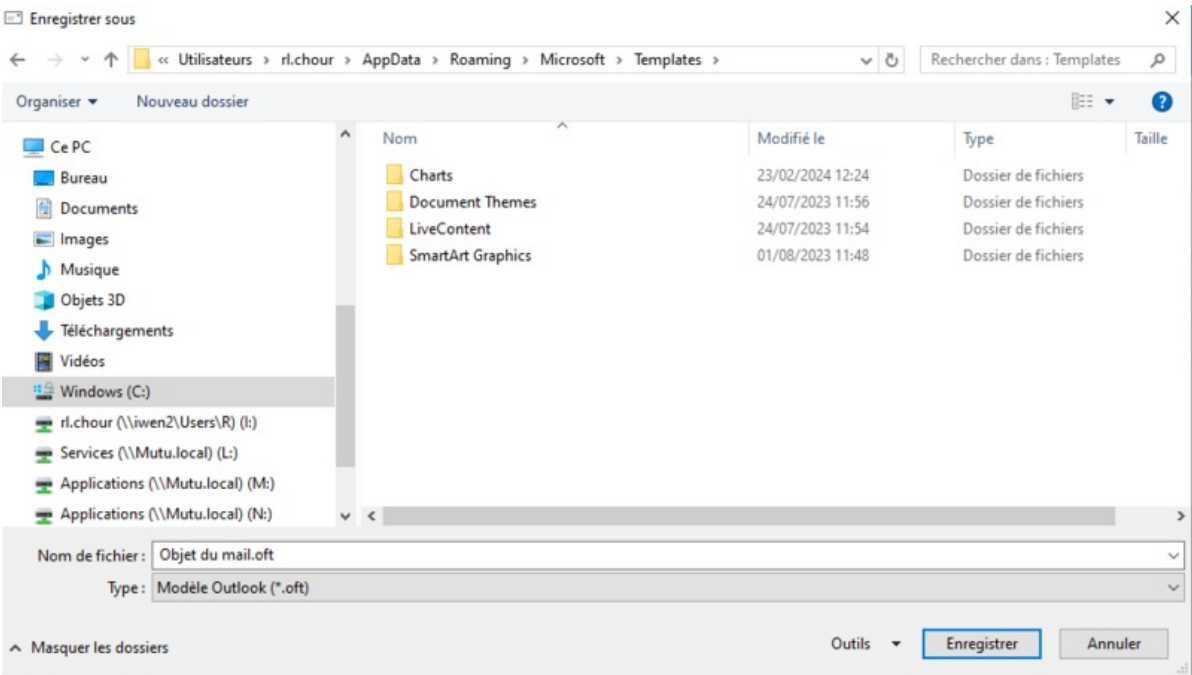 Enregistrer sous
« Utilisateurs > rl.chour > AppData > Roaming > Microsoft > Templates >
Rechercher dans : Templates
Organiser Nouveau dossier
Ce PC
Bureau
Documents
Images
Musique
Objets 3D
Téléchargements
Vidéos
Windows (C:)
rl.chour (\\iwen2\Users\R) (I:)
Services (\\Mutu.local) (L:)
Applications (\\Mutu.local) (M:)
Applications (\\Mutu.local) (N:)
Nom Modifié le Type Taille
Charts 23/02/2024 12:24 Dossier de fichiers
Document Themes 24/07/2023 11:56 Dossier de fichiers
LiveContent 24/07/2023 11:54 Dossier de fichiers
SmartArt Graphics 01/08/2023 11:48 Dossier de fichiers
Nom de fichier : Objet du mail.oft
Type : Modèle Outlook (*.oft)
Masquer les dossiers Outils Enregistrer Annuler